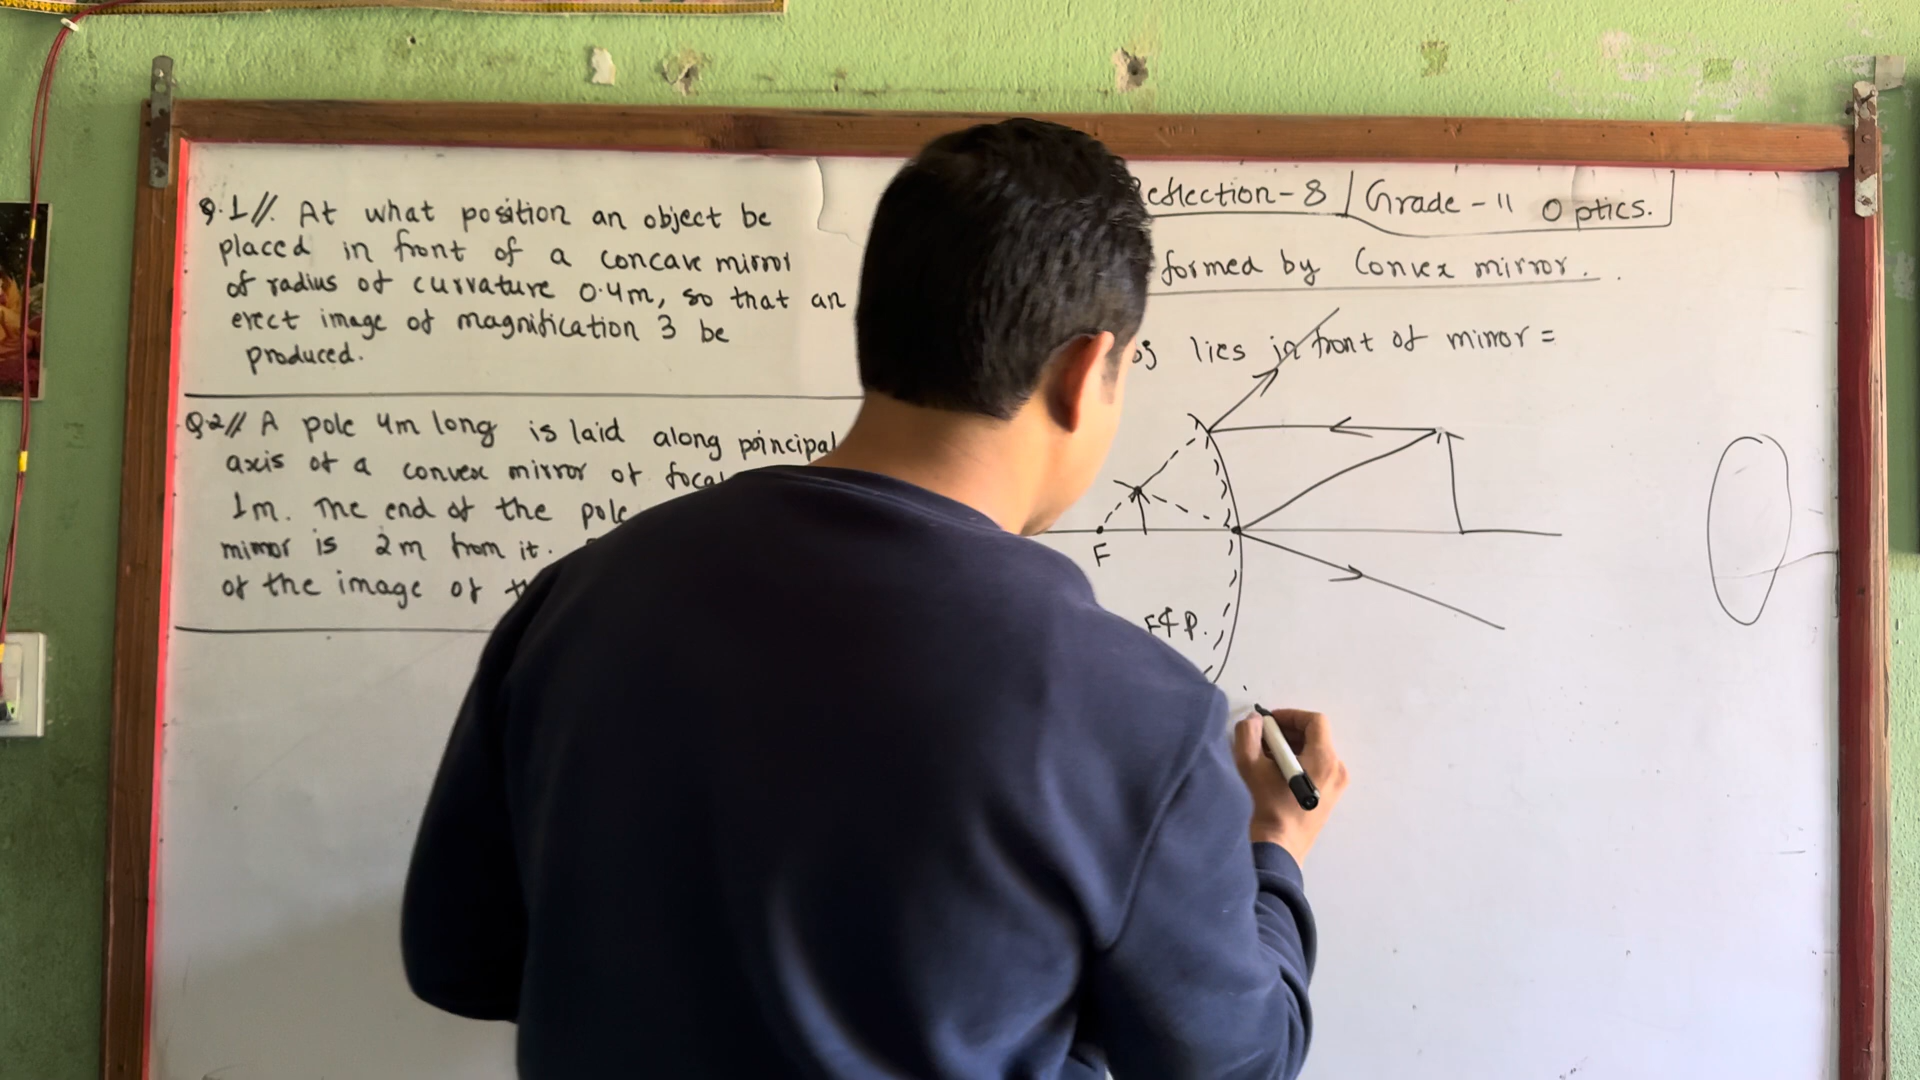 Q.1//. At what position an object be
placed in front of a concave mirror
of radius of curvature 0.4m, so that an
erect image of magnification 3 be
produced.
Q.2// A pole 4m long is laid along principal
axis of a convex mirror of focal
1m. The end of the pole
mirror is 2m from it.
of the image of
Reflection-8 | Grade-11 Optics.
formed by Convex mirror.
lies in front of mirror =
F
F & P.